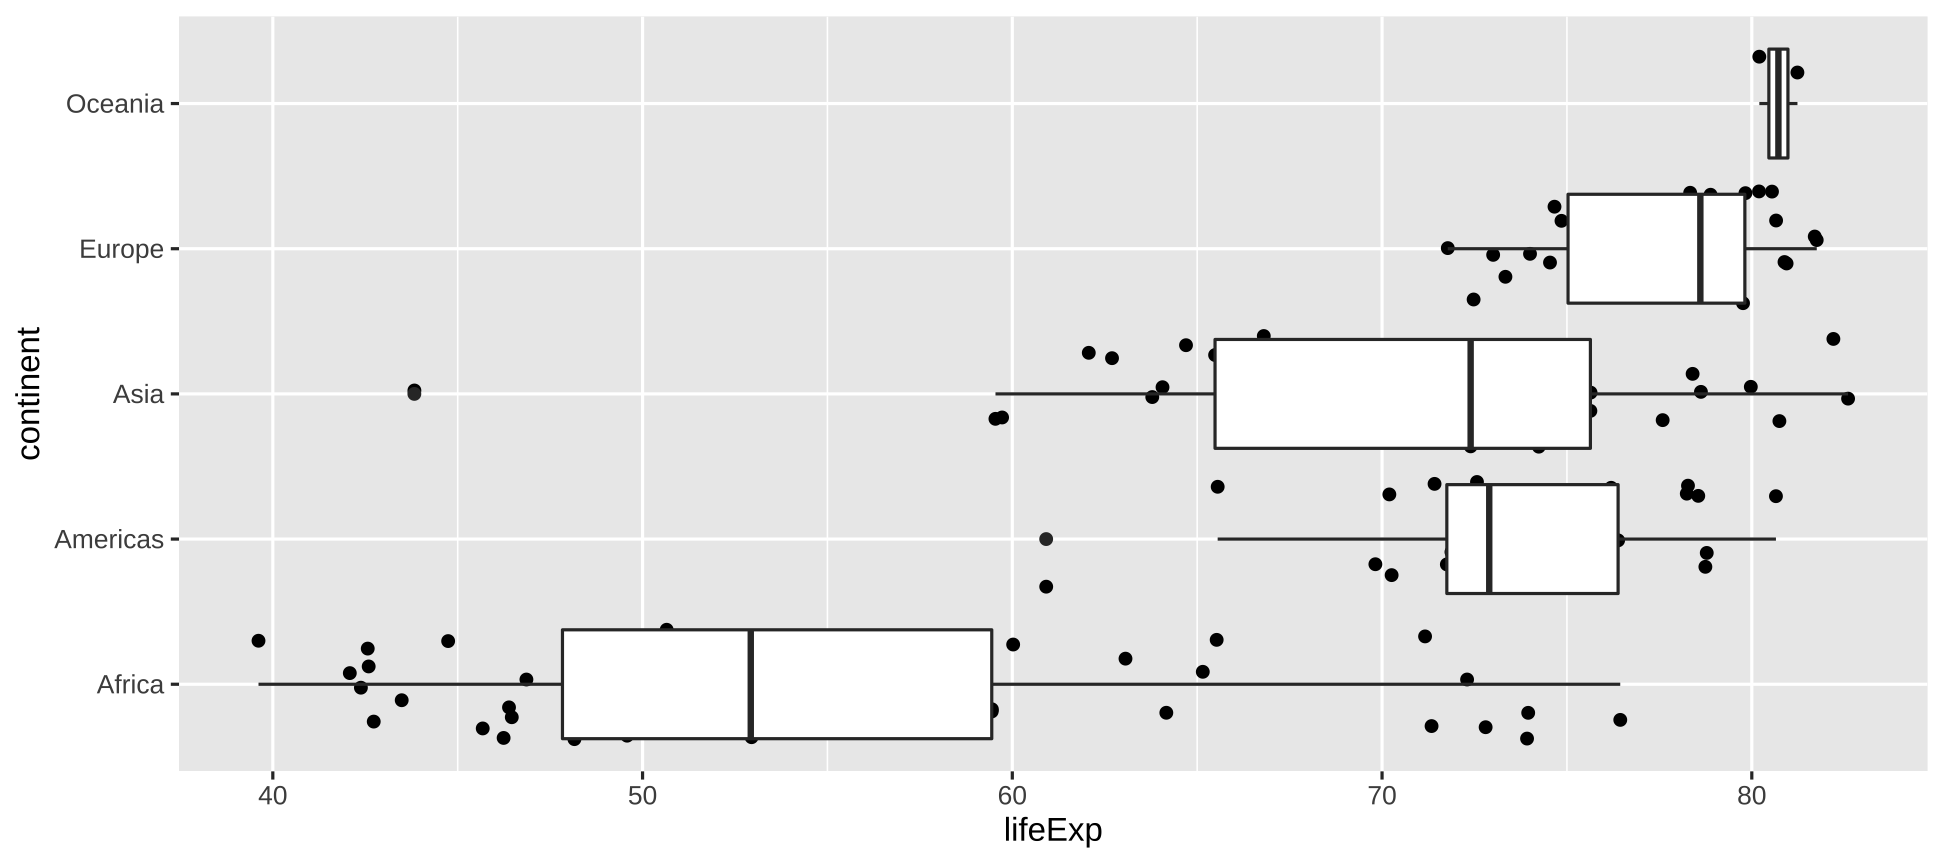 Oceania
Europe
Asia
Americas
Africa
continent
40 50 60 70 80
lifeExp